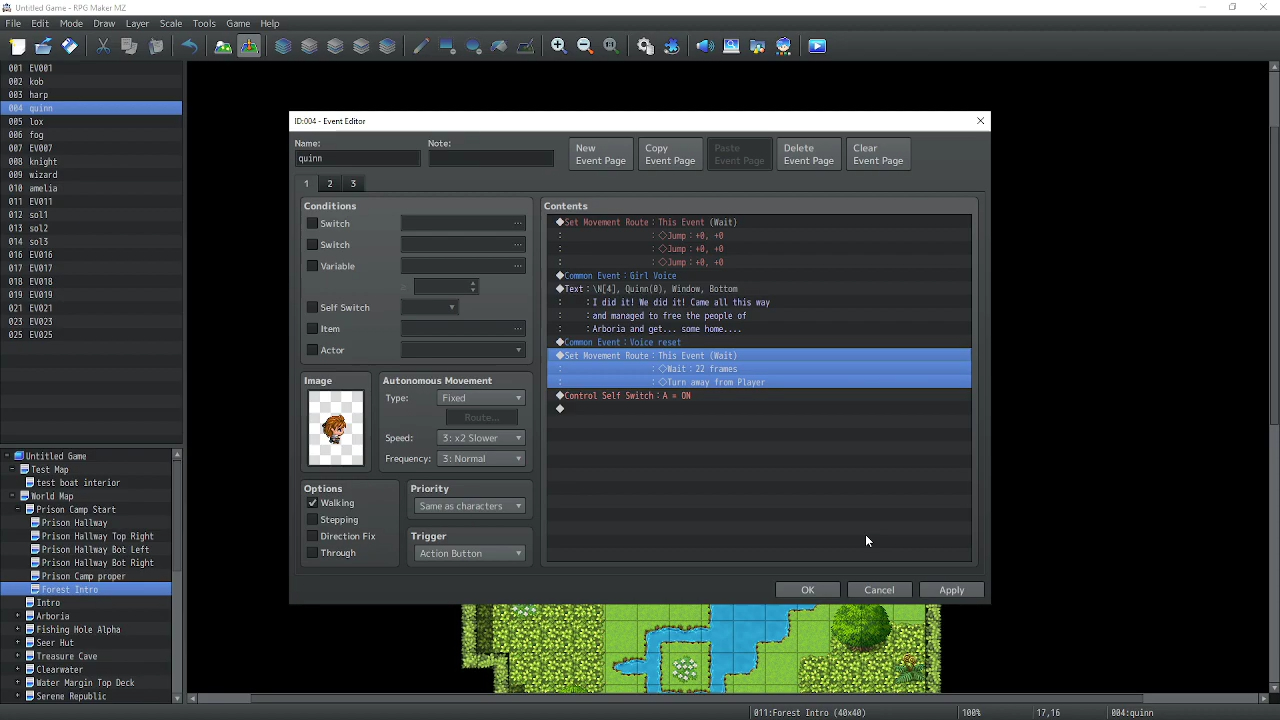 Untitled Game - RPG Maker MZ
File Edit Mode Draw Layer Scale Tools Game Help
001 EV001
002 kob
003 harp
004 quinn
005 lox
006 fog
007 EV007
008 knight
009 wizard
010 amelia
011 EV011
012 sol1
013 sol2
014 sol3
016 EV016
017 EV017
018 EV018
019 EV019
021 EV021
023 EV023
025 EV025
Untitled Game
Test Map
test boat interior
World Map
Prison Camp Start
Prison Hallway
Prison Hallway Top Right
Prison Hallway Bot Left
Prison Hallway Bot Right
Prison Camp proper
Forest Intro
Intro
Arboria
Fishing Hole Alpha
Seer Hut
Treasure Cave
Clearwater
Water Margin Top Deck
Serene Republic
ID:004 - Event Editor
Name:
quinn
Note:
New Event Page
Copy Event Page
Paste Event Page
Delete Event Page
Clear Event Page
1 2 3
Conditions
Switch ...
Switch ...
Variable ...
≥
Self Switch
Item ...
Actor
Image
Autonomous Movement
Type: Fixed
Route...
Speed: 3: x2 Slower
Frequency: 3: Normal
Options
Walking
Stepping
Direction Fix
Through
Priority
Same as characters
Trigger
Action Button
Contents
◆Set Movement Route : This Event (Wait)
: : ◇Jump : +0, +0
: : ◇Jump : +0, +0
: : ◇Jump : +0, +0
◆Common Event : Girl Voice
◆Text : \N[4], Quinn(0), Window, Bottom
: : I did it! We did it! Came all this way
: : and managed to free the people of
: : Arboria and get... some home....
◆Common Event : Voice reset
◆Set Movement Route : This Event (Wait)
: : ◇Wait : 22 frames
: : ◇Turn away from Player
◆Control Self Switch : A = ON
◆
OK Cancel Apply
011:Forest Intro (40x40) 100% 17,16 004:quinn